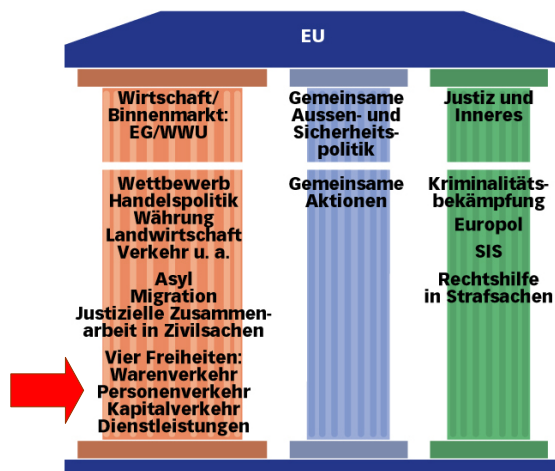 EU
Wirtschaft/
Binnenmarkt:
EG/WWU
Wettbewerb
Handelspolitik
Währung
Landwirtschaft
Verkehr u. a.
Asyl
Migration
Justizielle Zusammen-
arbeit in Zivilsachen
Vier Freiheiten:
Warenverkehr
Personenverkehr
Kapitalverkehr
Dienstleistungen
Gemeinsame
Aussen- und
Sicherheits-
politik
Gemeinsame
Aktionen
Justiz und
Inneres
Kriminalitäts-
bekämpfung
Europol
SIS
Rechtshilfe
in Strafsachen